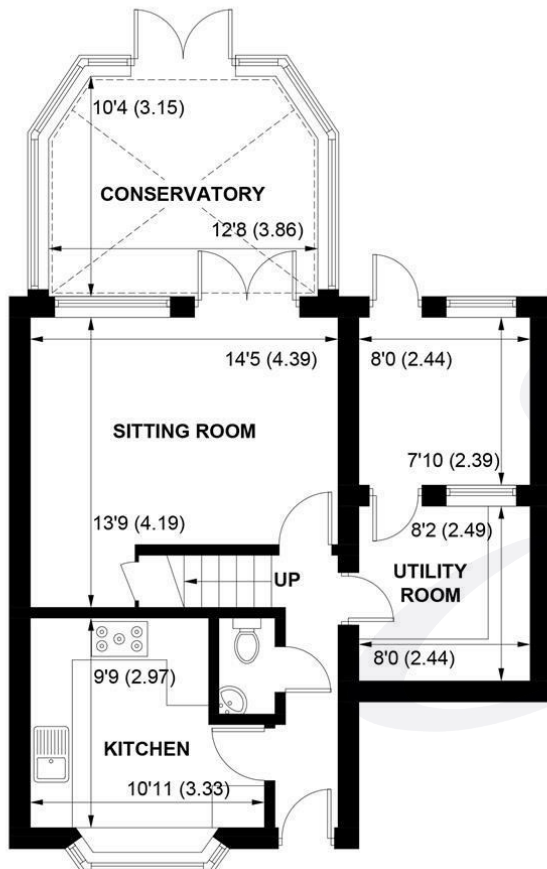 10'4 (3.15)
CONSERVATORY
12'8 (3.86)
14'5 (4.39)
8'0 (2.44)
SITTING ROOM
7'10 (2.39)
13'9 (4.19)
8'2 (2.49)
UP
UTILITY
ROOM
8'0 (2.44)
9'9 (2.97)
KITCHEN
10'11 (3.33)